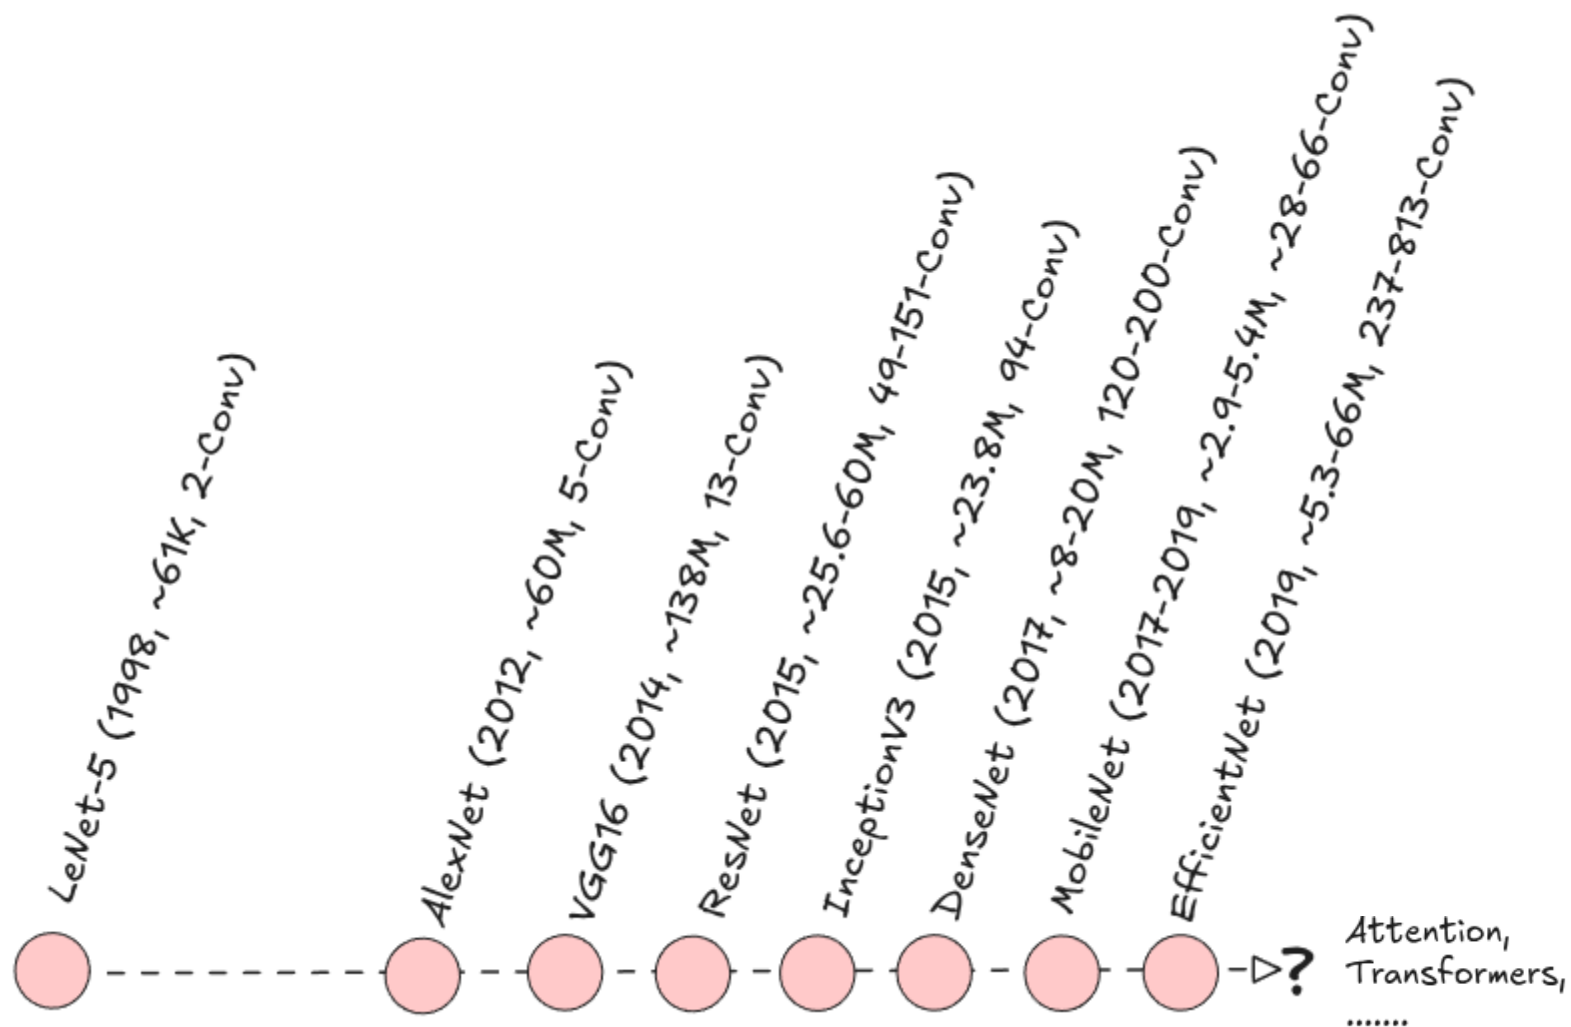 LeNet-5 (1998, ~61K, 2-Conv)
AlexNet (2012, ~60M, 5-Conv)
VGG16 (2014, ~138M, 13-Conv)
ResNet (2015, ~25.6-60M, 49-151-Conv)
InceptionV3 (2015, ~23.8M, 94-Conv)
DenseNet (2017, ~8-20M, 120-200-Conv)
MobileNet (2017-2019, ~2.9-5.4M, ~28-66-Conv)
EfficientNet (2019, ~5.3-66M, 237-813-Conv)
?
Attention,
Transformers,
.......